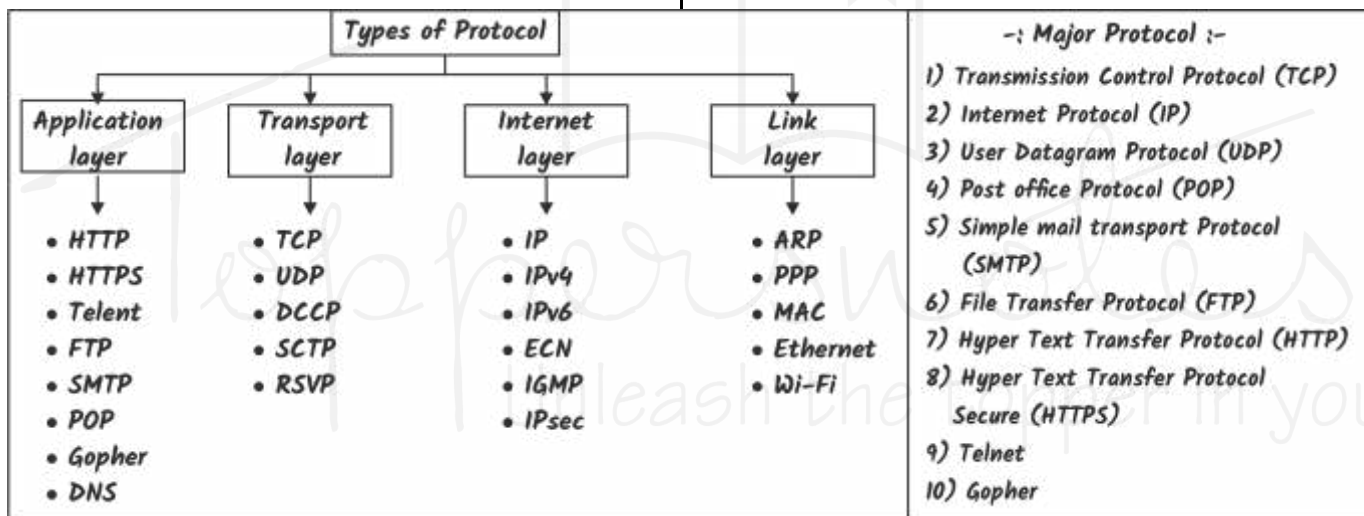 Types of Protocol
Application
layer
• HTTP
• HTTPS
• Telent
• FTP
• SMTP
• POP
• Gopher
• DNS
Transport
layer
• TCP
• UDP
• DCCP
• SCTP
• RSVP
Internet
layer
• IP
• IPv4
• IPv6
• ECN
• IGMP
• IPsec
Link
layer
• ARP
• PPP
• MAC
• Ethernet
• Wi-Fi
-: Major Protocol :-
1) Transmission Control Protocol (TCP)
2) Internet Protocol (IP)
3) User Datagram Protocol (UDP)
4) Post office Protocol (POP)
5) Simple mail transport Protocol
(SMTP)
6) File Transfer Protocol (FTP)
7) Hyper Text Transfer Protocol (HTTP)
8) Hyper Text Transfer Protocol
Secure (HTTPS)
9) Telnet
10) Gopher
Toppersnotes
Unleash the topper in you